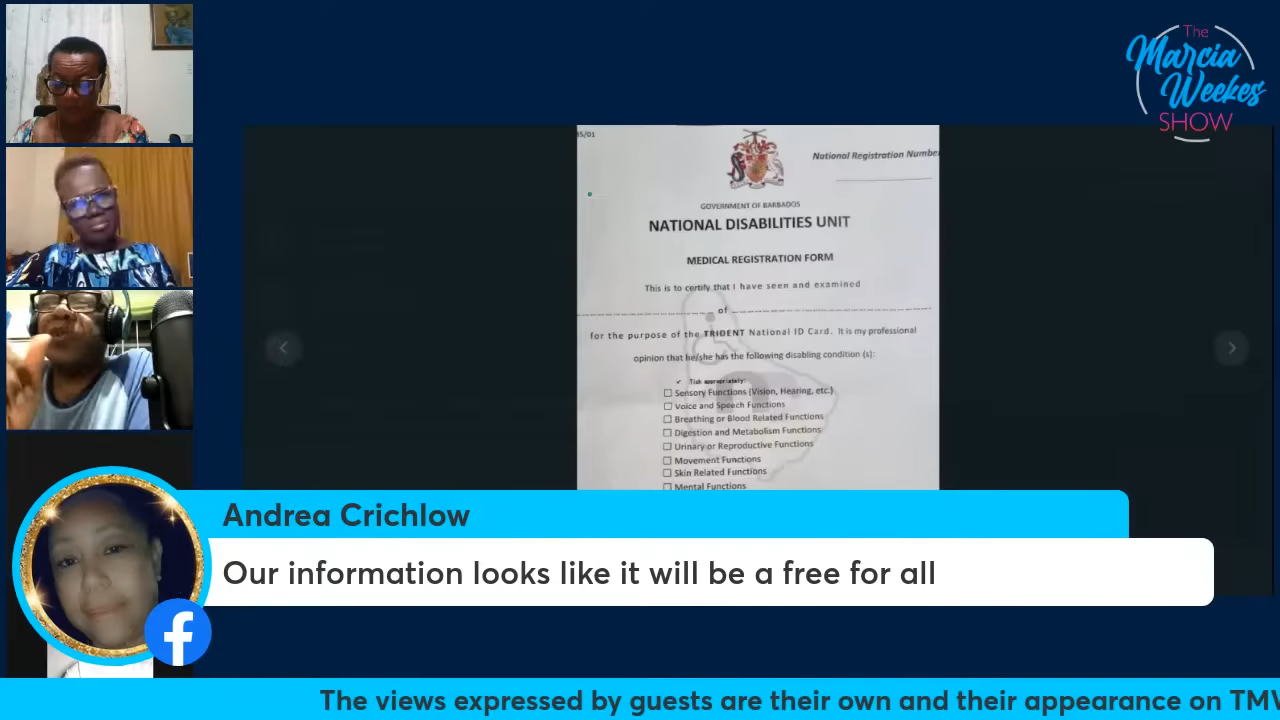 The
Marcia
Weekes
SHOW
National Registration Number
GOVERNMENT OF BARBADOS
NATIONAL DISABILITIES UNIT
MEDICAL REGISTRATION FORM
This is to certify that I have seen and examined
of
for the purpose of the TRIDENT National ID Card. It is my professional
opinion that he/she has the following disabling condition (s):
✓ Tick appropriately:
☐ Sensory Functions (Vision, Hearing, etc.)
☐ Voice and Speech Functions
☐ Breathing or Blood Related Functions
☐ Digestion and Metabolism Functions
☐ Urinary or Reproductive Functions
☐ Movement Functions
☐ Skin Related Functions
☐ Mental Functions
Andrea Crichlow
Our information looks like it will be a free for all
The views expressed by guests are their own and their appearance on